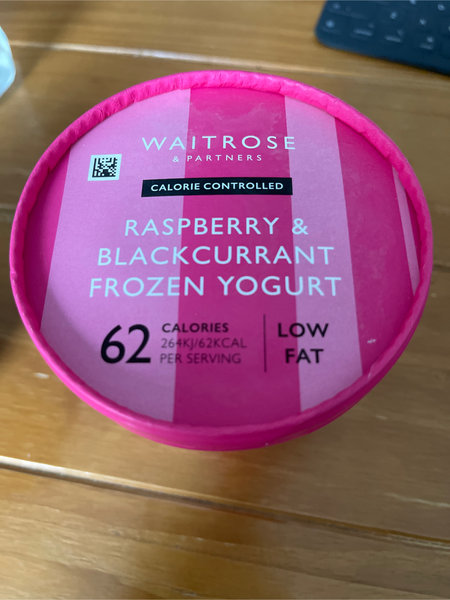 WAITROSE
& PARTNERS
CALORIE CONTROLLED
RASPBERRY &
BLACKCURRANT
FROZEN YOGURT
62 CALORIES
264KJ/62KCAL
PER SERVING
LOW
FAT